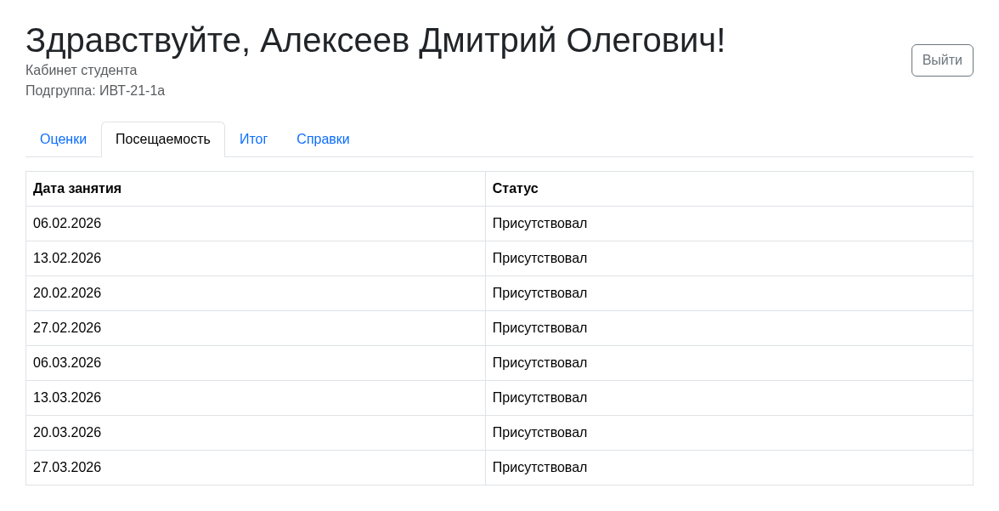 Здравствуйте, Алексеев Дмитрий Олегович!
Кабинет студента
Подгруппа: ИВТ-21-1а
Выйти
Оценки Посещаемость Итог Справки
Дата занятия Статус
06.02.2026 Присутствовал
13.02.2026 Присутствовал
20.02.2026 Присутствовал
27.02.2026 Присутствовал
06.03.2026 Присутствовал
13.03.2026 Присутствовал
20.03.2026 Присутствовал
27.03.2026 Присутствовал